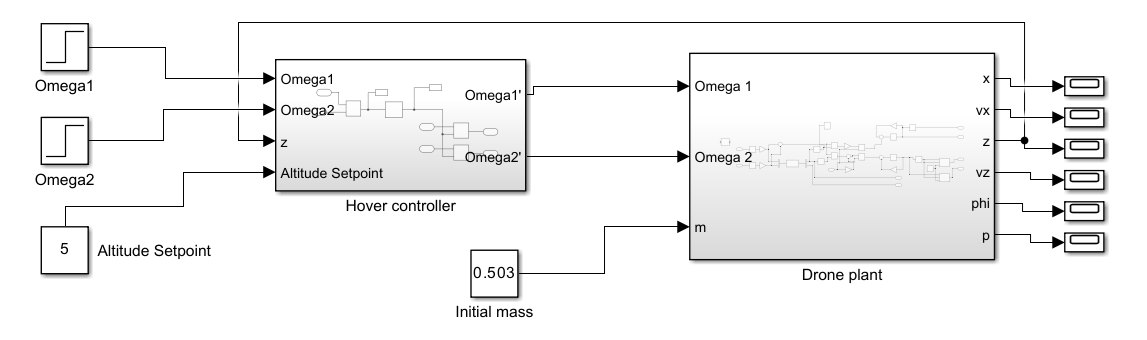 Omega1
Omega2
5
Altitude Setpoint
Omega1
Omega2
z
Altitude Setpoint
Omega1'
Omega2'
Hover controller
0.503
Initial mass
Omega 1
Omega 2
m
x
vx
z
vz
phi
p
Drone plant